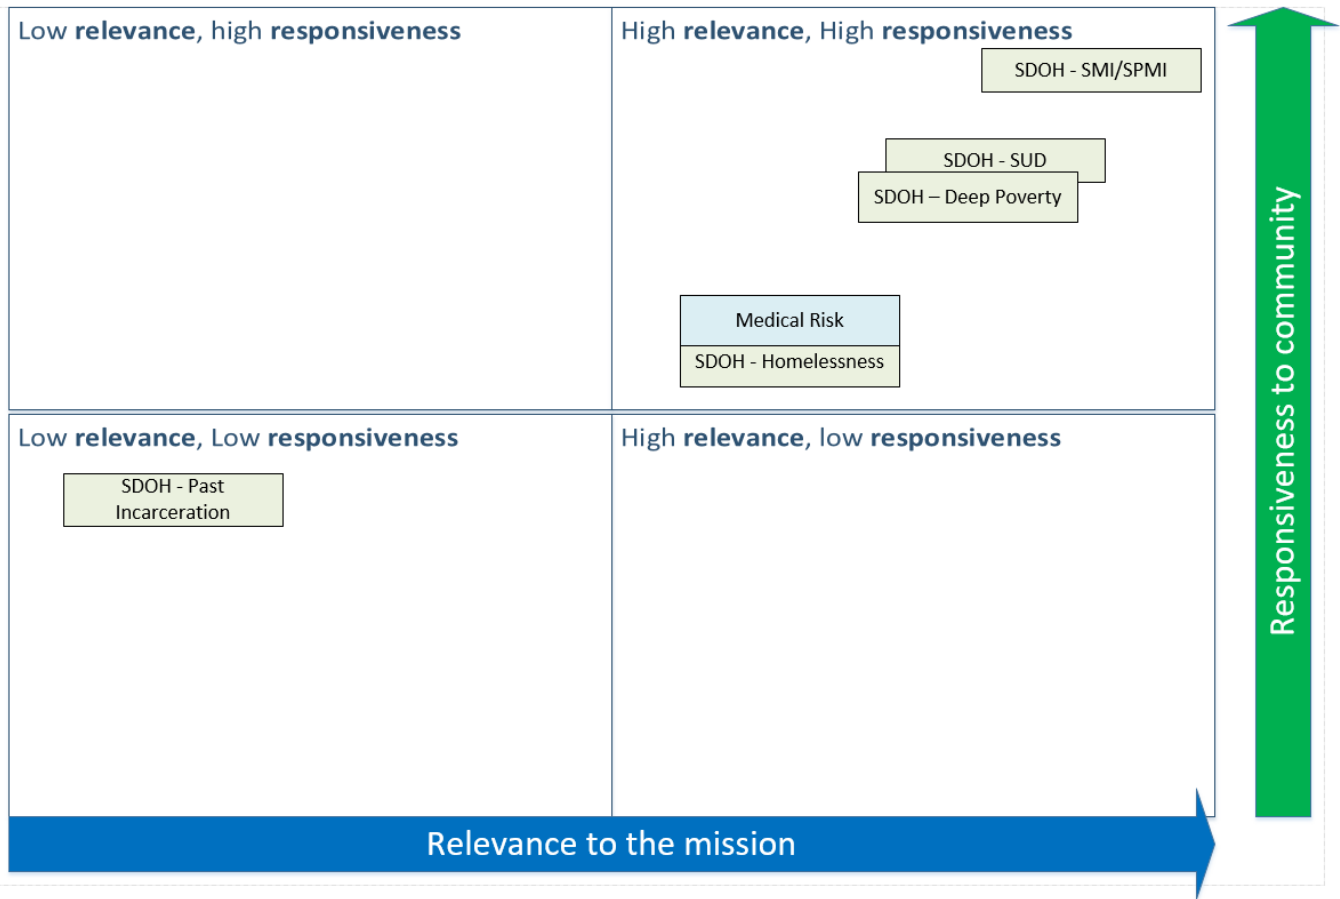 Low relevance, high responsiveness
High relevance, High responsiveness
SDOH - SMI/SPMI
SDOH - SUD
SDOH – Deep Poverty
Medical Risk
SDOH - Homelessness
Low relevance, Low responsiveness
High relevance, low responsiveness
SDOH - Past
Incarceration
Responsiveness to community
Relevance to the mission